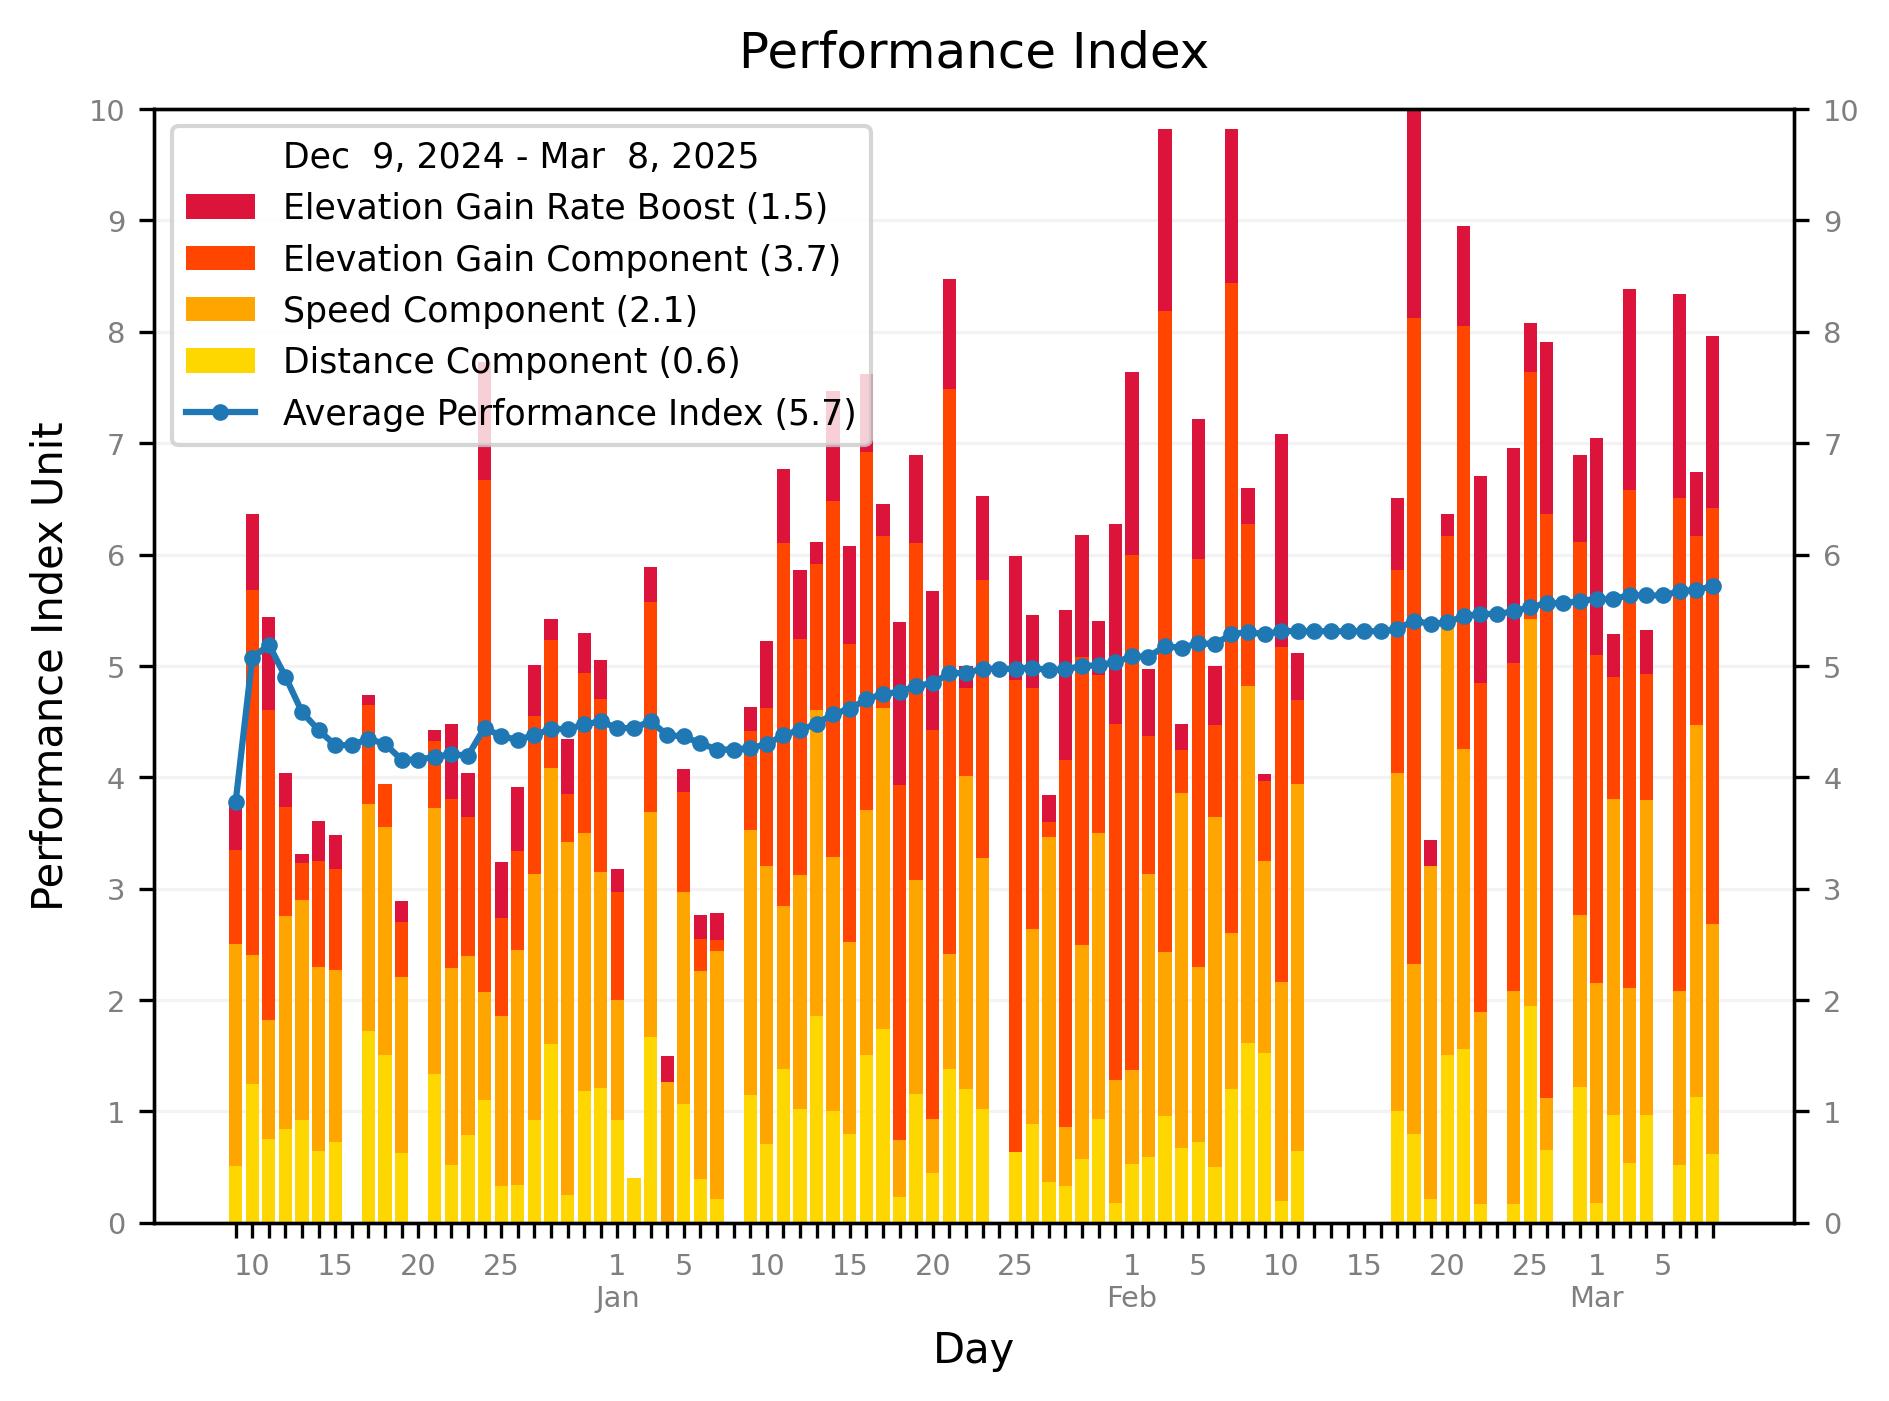 Performance Index
Dec  9, 2024 - Mar  8, 2025
Elevation Gain Rate Boost (1.5)
Elevation Gain Component (3.7)
Speed Component (2.1)
Distance Component (0.6)
Average Performance Index (5.7)
Performance Index Unit
10
9
8
7
6
5
4
3
2
1
0
10
9
8
7
6
5
4
3
2
1
0
10 15 20 25 1 5 10 15 20 25 1 5 10 15 20 25 1 5
Jan Feb Mar
Day